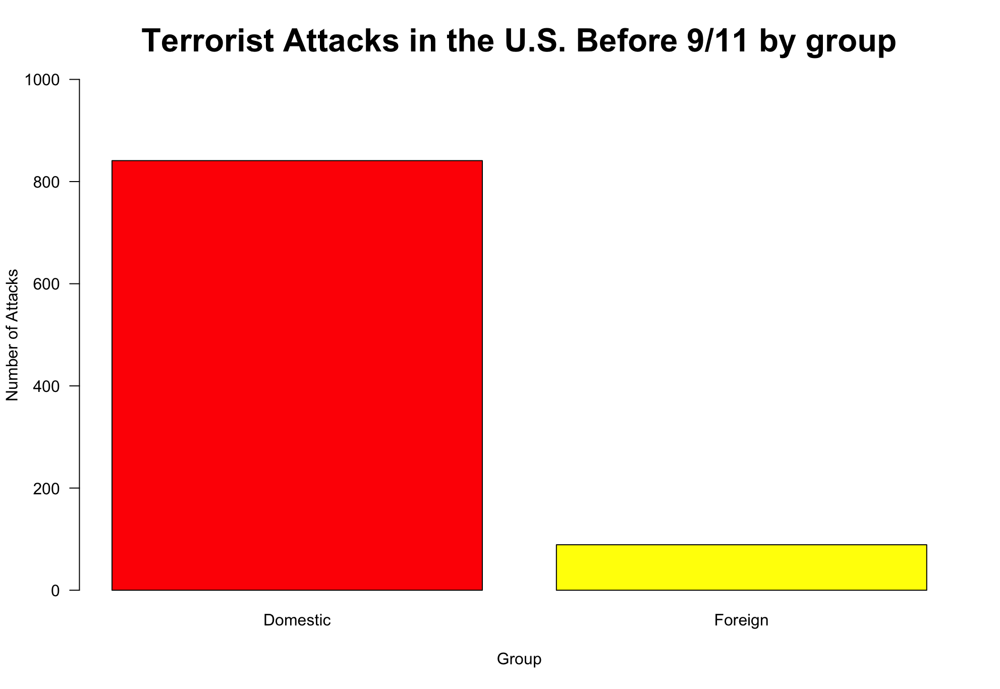 Terrorist Attacks in the U.S. Before 9/11 by group
1000
800
600
400
200
0
Number of Attacks
Domestic
Foreign
Group